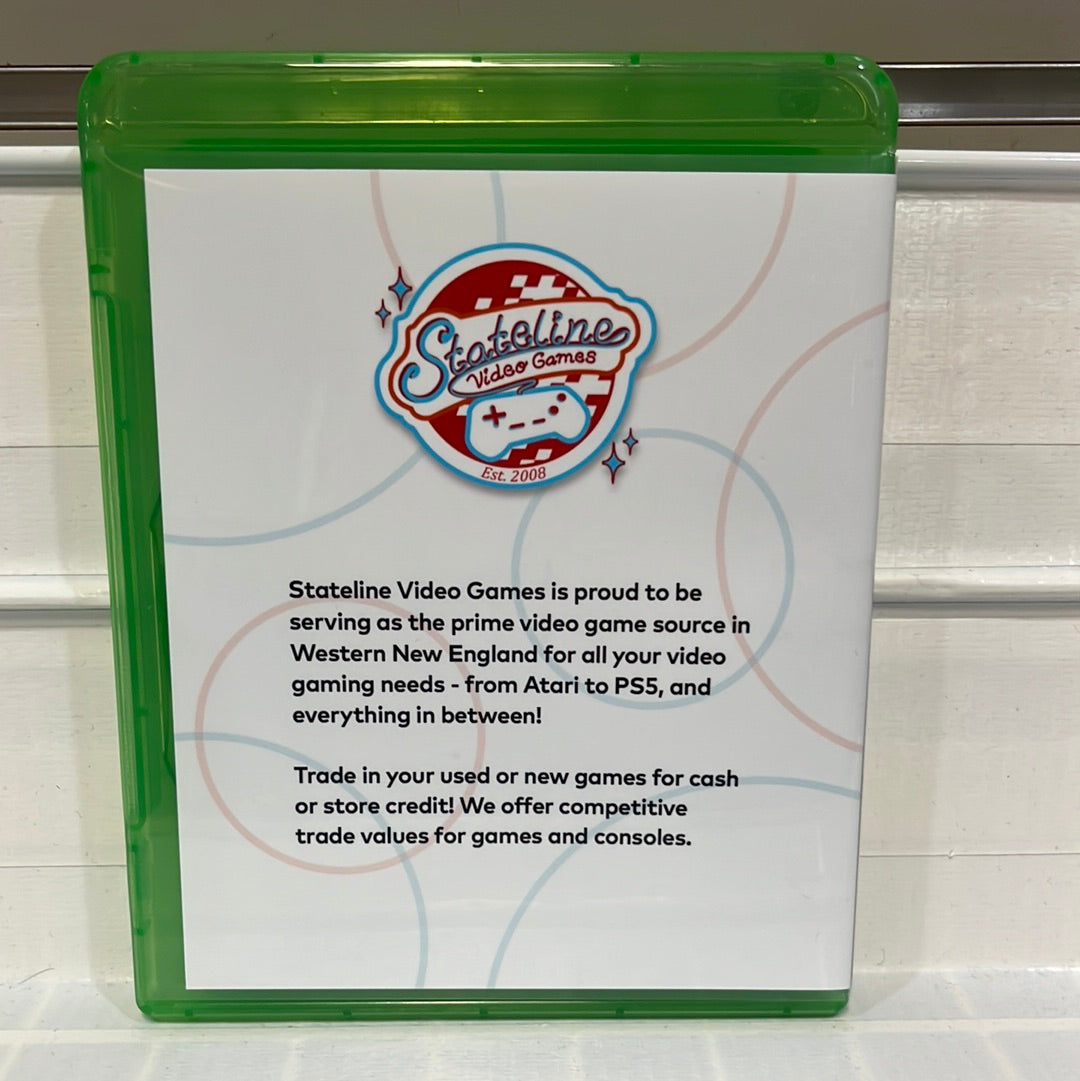 Stateline
Video Games
Est. 2008
Stateline Video Games is proud to be
serving as the prime video game source in
Western New England for all your video
gaming needs - from Atari to PS5, and
everything in between!
Trade in your used or new games for cash
or store credit! We offer competitive
trade values for games and consoles.